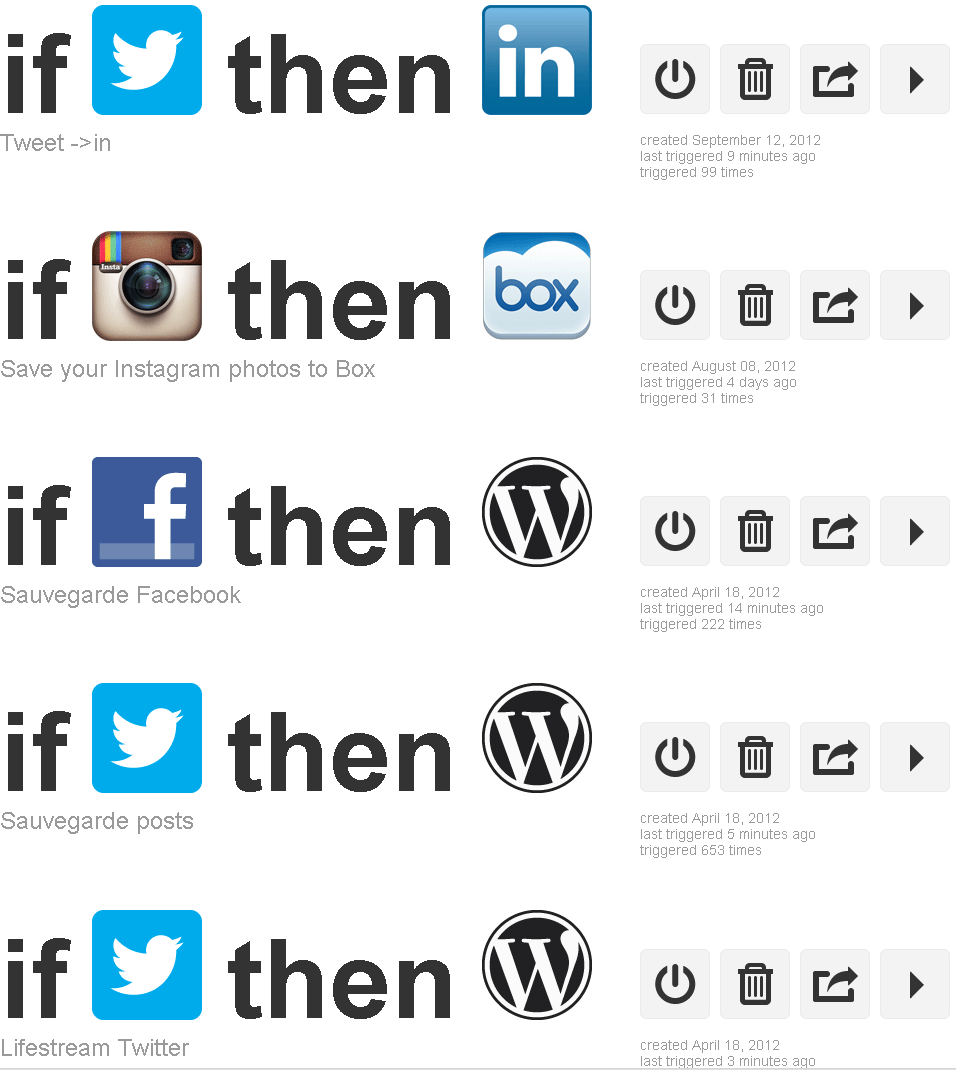 if then in
Tweet ->in
created September 12, 2012
last triggered 9 minutes ago
triggered 99 times
Insta
if then box
Save your Instagram photos to Box
created August 08, 2012
last triggered 4 days ago
triggered 31 times
if f then W
Sauvegarde Facebook
created April 18, 2012
last triggered 14 minutes ago
triggered 222 times
if then W
Sauvegarde posts
created April 18, 2012
last triggered 5 minutes ago
triggered 653 times
if then W
Lifestream Twitter
created April 18, 2012
last triggered 3 minutes ago